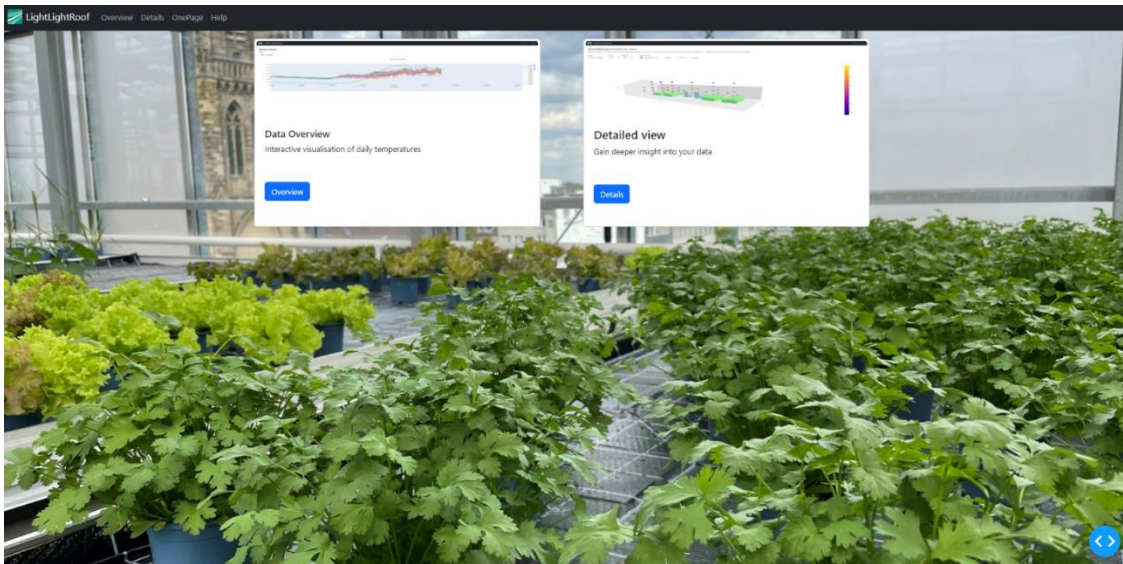 LightLightRoof Overview Details OnePage Help
Data Overview
Interactive visualisation of daily temperatures
Overview
Detailed view
Gain deeper insight into your data
Details